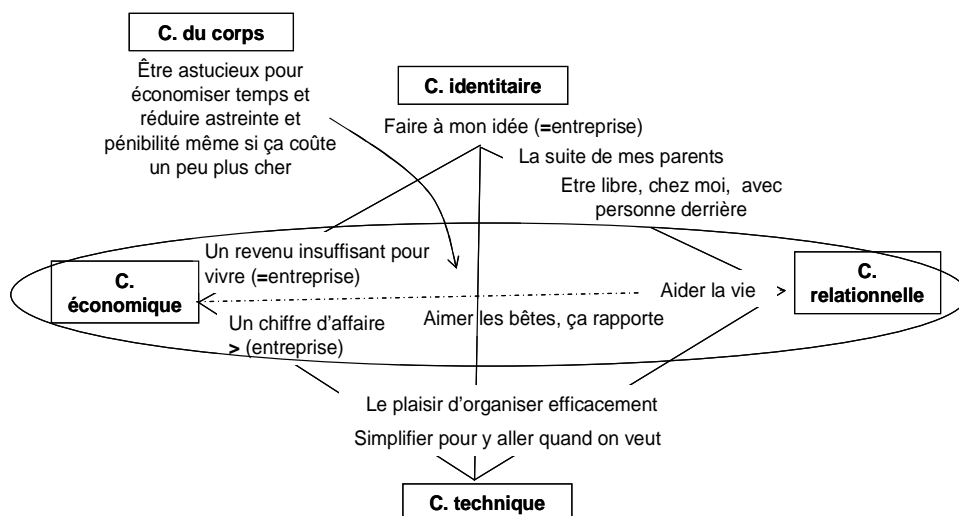 C. du corps
Être astucieux pour
économiser temps et
réduire astreinte et
pénibilité même si ça coûte
un peu plus cher
C. identitaire
Faire à mon idée (=entreprise)
La suite de mes parents
Etre libre, chez moi, avec
personne derrière
Un revenu insuffisant pour
vivre (=entreprise)
C.
économique
Un chiffre d'affaire
> (entreprise)
Aimer les bêtes, ça rapporte
Aider la vie
C.
relationnelle
Le plaisir d'organiser efficacement
Simplifier pour y aller quand on veut
C. technique